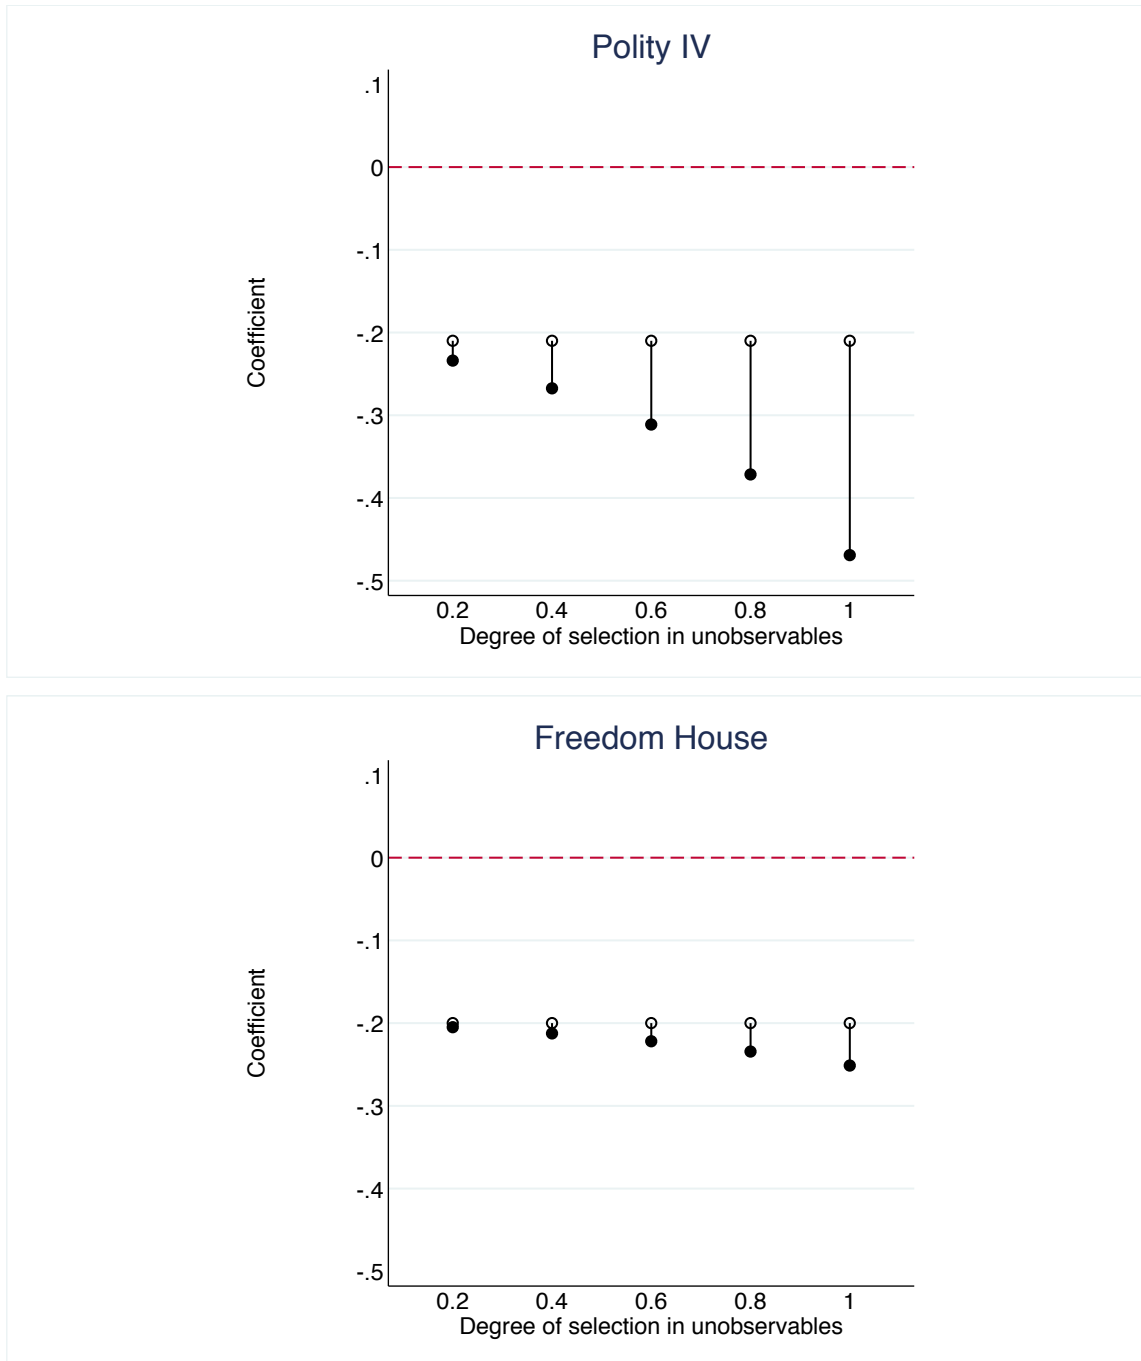 Polity IV
.1
0
-.1
-.2
-.3
-.4
-.5
Coefficient
0.2 0.4 0.6 0.8 1
Degree of selection in unobservables
Freedom House
.1
0
-.1
-.2
-.3
-.4
-.5
Coefficient
0.2 0.4 0.6 0.8 1
Degree of selection in unobservables